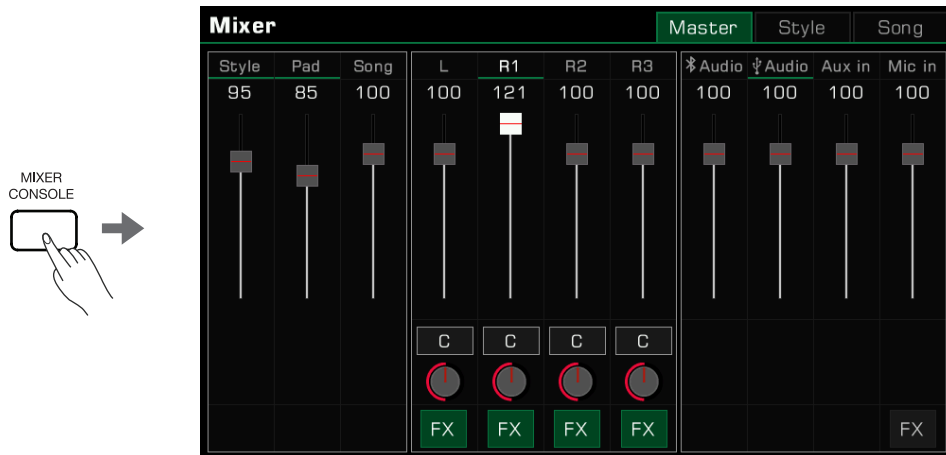 Mixer Master Style Song
Style Pad Song L R1 R2 R3 Audio Audio Aux in Mic in
95 85 100 100 121 100 100 100 100 100 100
MIXER
CONSOLE
C C C C
FX FX FX FX FX